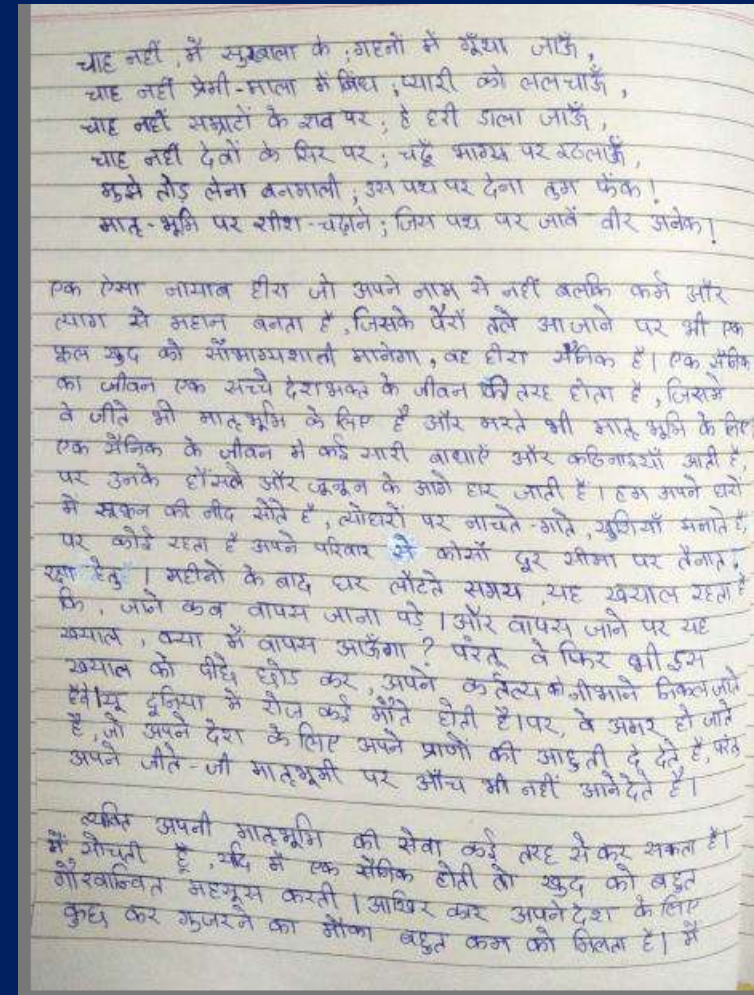 चाह नहीं, मैं सुरबाला के, गहनों में गूँथा जाऊँ,
चाह नहीं प्रेमी-माला में बिंध, प्यारी को ललचाऊँ,
चाह नहीं सम्राटों के शव पर; हे हरी डाला जाऊँ,
चाह नहीं देवों के सिर पर; चढूँ भाग्य पर इठलाऊँ,
मुझे तोड़ लेना बनमाली; उस पथ पर देना तुम फेंक!
मातृ-भूमि पर शीश-चढ़ाने; जिस पथ पर जावें वीर अनेक!
एक ऐसा नायाब हीरा जो अपने नाम से नहीं बलकि कर्म और
त्याग से महान बनता है, जिसके पैरों तले आ जाने पर भी एक
फूल खुद को सौभाग्यशाली मानेगा, वह हीरा सैनिक है। एक सैनिक
का जीवन एक सच्चे देशभक्त के जीवन की तरह होता है, जिसमे
वे जीते भी मातृभूमि के लिए है और मरते भी मातृ भूमि के लिए
एक सैनिक के जीवन मे कई सारी बाधाएँ और कठिनाइयाँ आती है,
पर उनके हौंसले और जूनून के आगे हार जाती है। हम अपने घरों
में सूकून की नीद सोते है, त्योहारों पर नाचते-गाते, खुशियाँ मनाते है,
पर कोई रहता है अपने परिवार से कोसों दूर सीमा पर तैनात,
रक्षा हेतु। महीनो के बाद घर लौटते समय यह खयाल रहता है
कि, जाने कब वापस जाना पड़े। और वापस जाने पर यह
खयाल, क्या मैं वापस आऊँगा? परंतू वे फिर भी इस
खयाल को पीछे छोड कर, अपने कर्तव्य को नीभाने निकल जाते
है। यू दूनिया मे रोज कई मौते होती है। पर, वे अमर हो जाते
है, जो अपने देश के लिए अपने प्राणो की आहुती दे देते है, परंतु
अपने जीते-जी मातृभूमी पर आँच भी नहीं आने देते है।
व्यक्ति अपनी मातृभूमि की सेवा कई तरह से कर सकता है।
मैं सोचती हूँ, यदि मैं एक सैनिक होती तो खुद को बहुत
गौरवान्वित महसूस करती। आखिर कार अपने देश के लिए
कुछ कर गुजरने का मौका बहुत कम को मिलता है। मैं